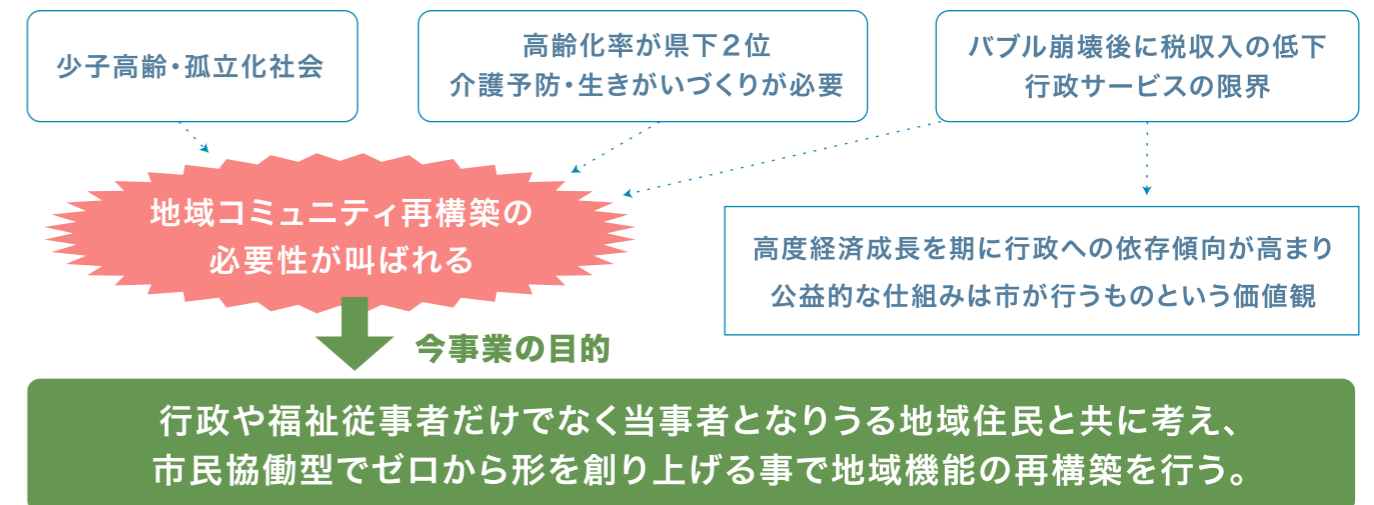 少子高齢・孤立化社会
高齢化率が県下２位
介護予防・生きがいづくりが必要
バブル崩壊後に税収入の低下
行政サービスの限界
地域コミュニティ再構築の
必要性が叫ばれる
高度経済成長を期に行政への依存傾向が高まり
公益的な仕組みは市が行うものという価値観
今事業の目的
行政や福祉従事者だけでなく当事者となりうる地域住民と共に考え、
市民協働型でゼロから形を創り上げる事で地域機能の再構築を行う。